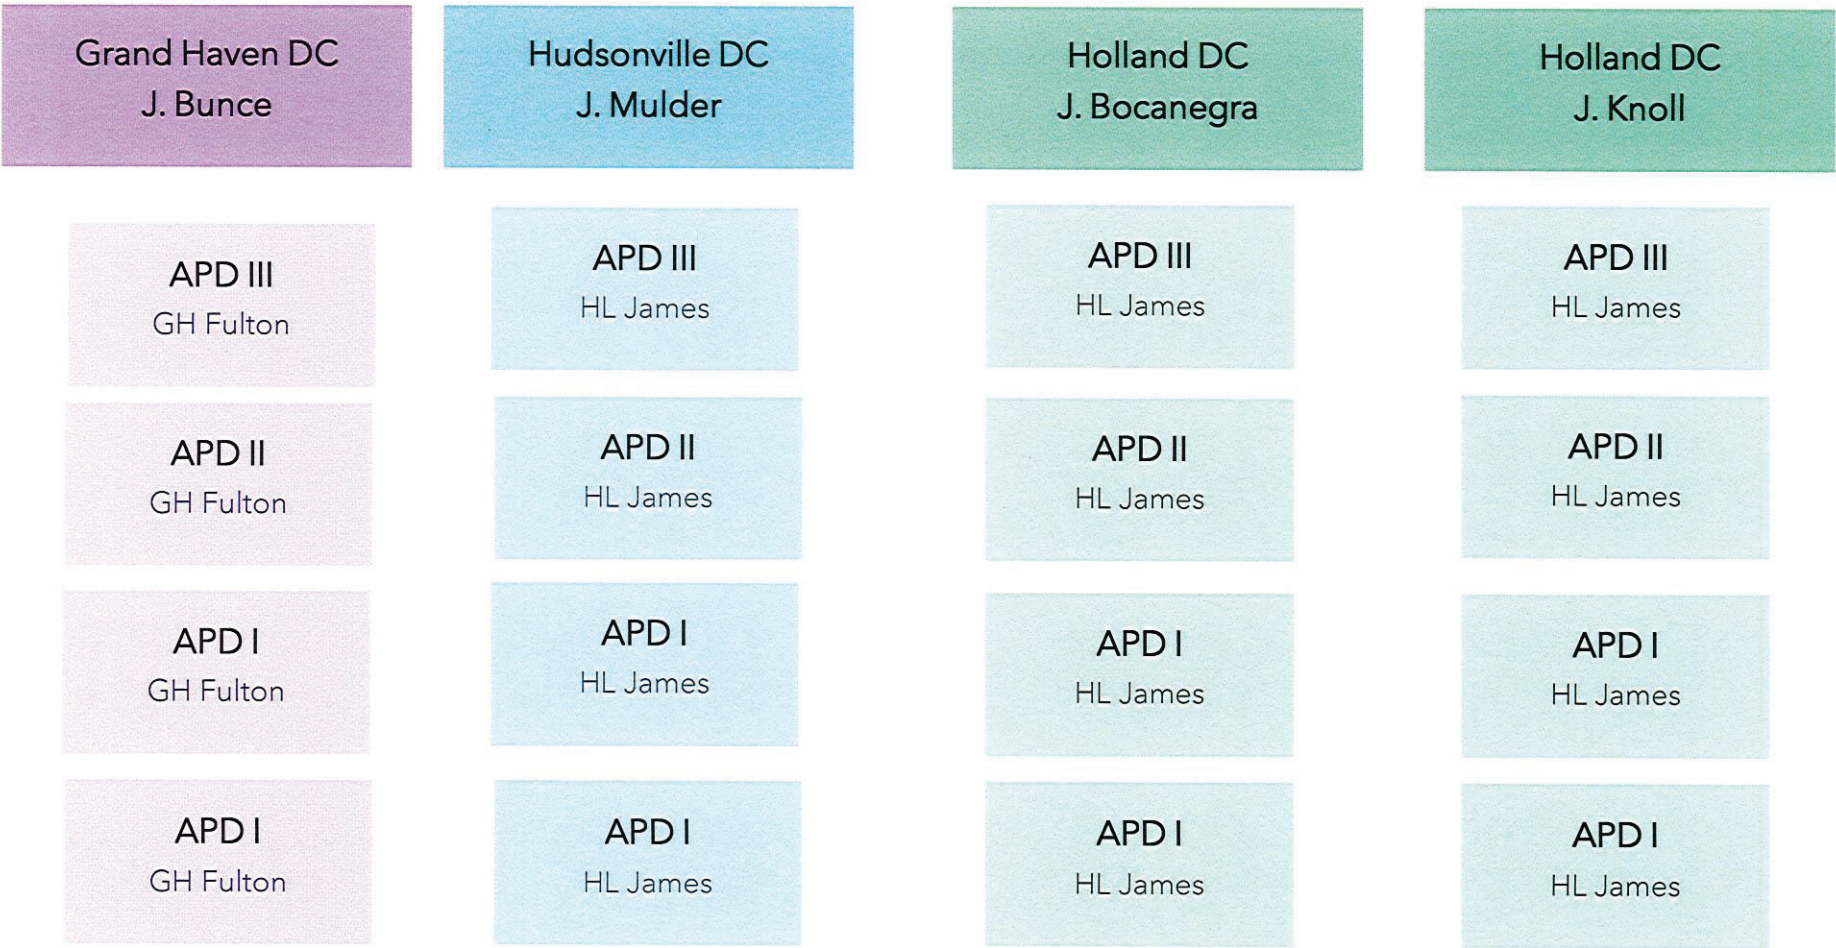 Grand Haven DC
J. Bunce
APD III
GH Fulton
APD II
GH Fulton
APD I
GH Fulton
APD I
GH Fulton
Hudsonville DC
J. Mulder
APD III
HL James
APD II
HL James
APD I
HL James
APD I
HL James
Holland DC
J. Bocanegra
APD III
HL James
APD II
HL James
APD I
HL James
APD I
HL James
Holland DC
J. Knoll
APD III
HL James
APD II
HL James
APD I
HL James
APD I
HL James